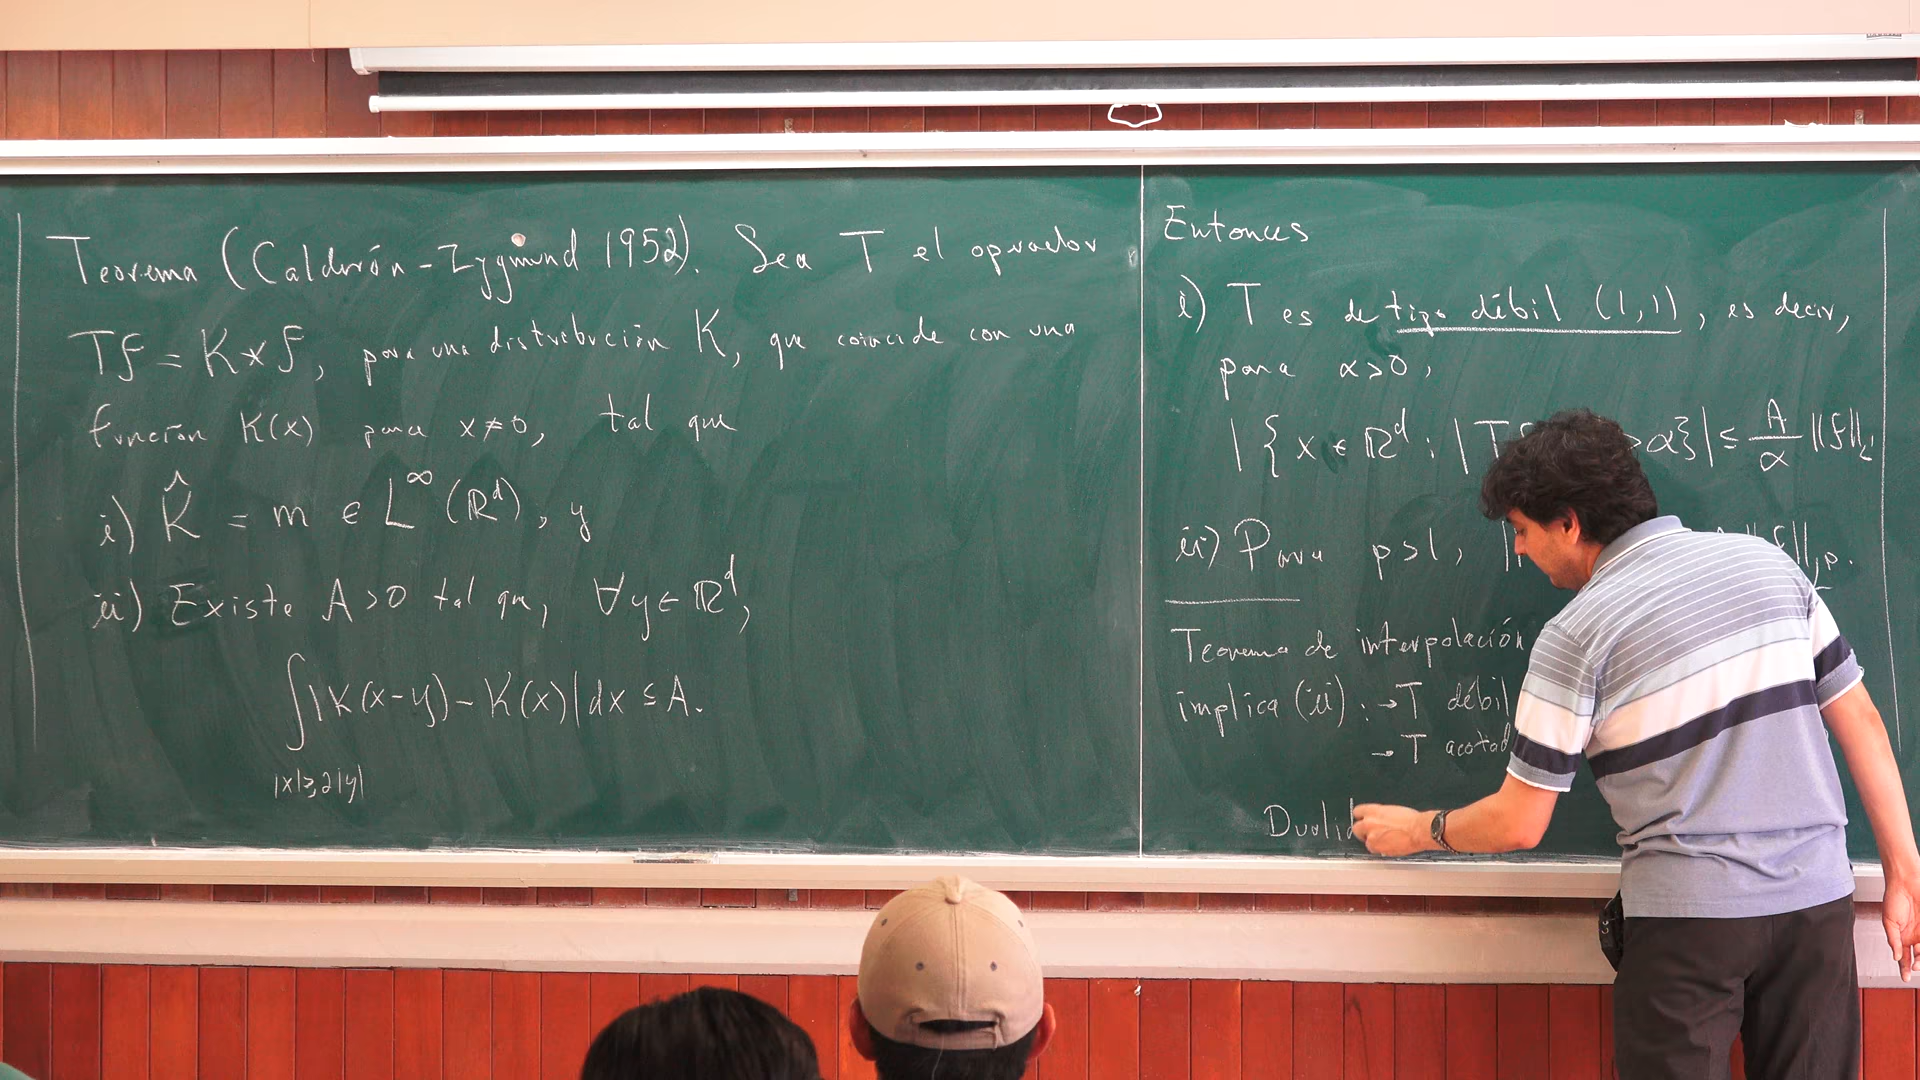 Teorema (Calderón-Zygmund 1952). Sea T el operador
Tf = K*f, para una distribución K, que coincide con una
función K(x) para x≠0, tal que
i) K̂ = m ∈ L^∞(ℝ^d), y
ii) Existe A>0 tal que, ∀y∈ℝ^d,
∫|K(x-y)-K(x)|dx ≤ A.
|x|≥2|y|
Entonces
i) T es de tipo débil (1,1), es decir,
para α>0,
|{x∈ℝ^d: |T >α}| ≤ A/α ‖f‖_L¹
ii) Para p>1, ‖f‖_L^p.
Teorema de interpolación
implica (ii): → T débil
→ T acotad
Dualid